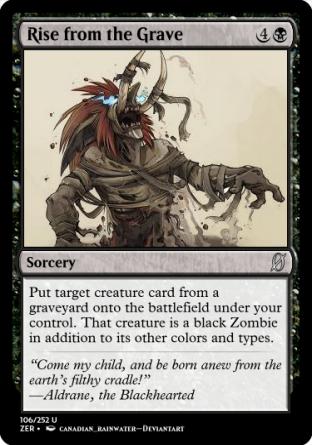 Rise from the Grave 4
Sorcery
Put target creature card from a
graveyard onto the battlefield under your
control. That creature is a black Zombie
in addition to its other colors and types.
“Come my child, and be born anew from the
earth's filthy cradle!”
—Aldrane, the Blackhearted
106/252 U
ZER • CANADIAN_RAINWATER—DEVIANTART